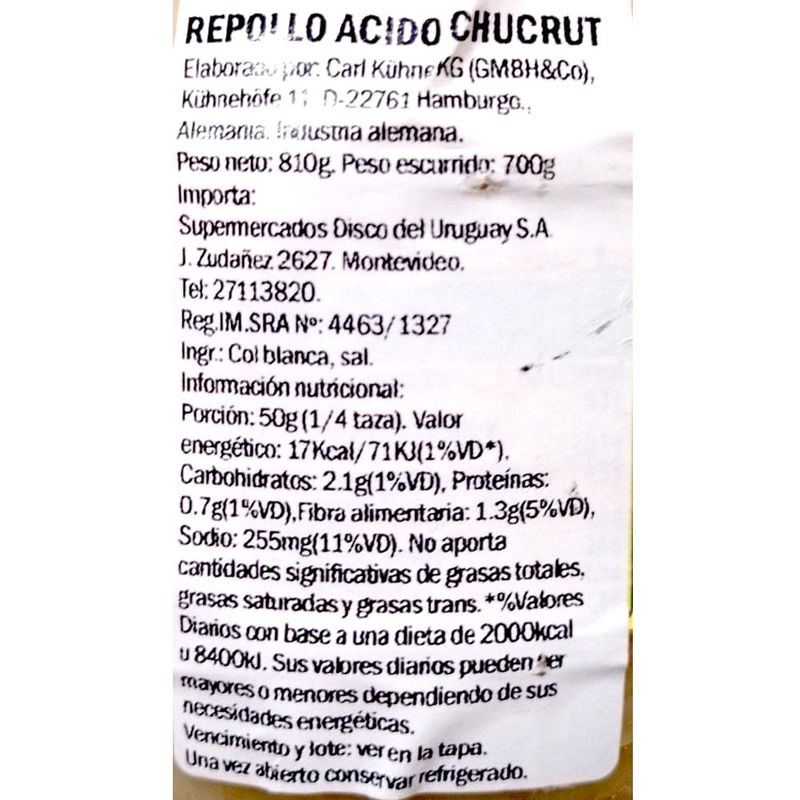 REPOLLO ACIDO CHUCRUT
Elaborado por: Carl Kühne KG (GMBH&Co),
Kühnehöfe 11 D-22761 Hamburgo.,
Alemania. Industria alemana.
Peso neto: 810g. Peso escurrido: 700g
Importa:
Supermercados Disco del Uruguay S.A.
J. Zudañez 2627. Montevideo.
Tel: 27113820.
Reg.IM.SRA Nº: 4463/1327
Ingr.: Col blanca, sal.
Información nutricional:
Porción: 50g (1/4 taza). Valor
energético: 17Kcal/71KJ(1%VD*),
Carbohidratos: 2.1g(1%VD), Proteínas:
0.7g(1%VD),Fibra alimentaria: 1.3g(5%VD),
Sodio: 255mg(11%VD). No aporta
cantidades significativas de grasas totales,
grasas saturadas y grasas trans. *%Valores
Diarios con base a una dieta de 2000kcal
u 8400kJ. Sus valores diarios pueden ser
mayores o menores dependiendo de sus
necesidades energéticas.
Vencimiento y lote: ver en la tapa.
Una vez abierto conservar refrigerado.